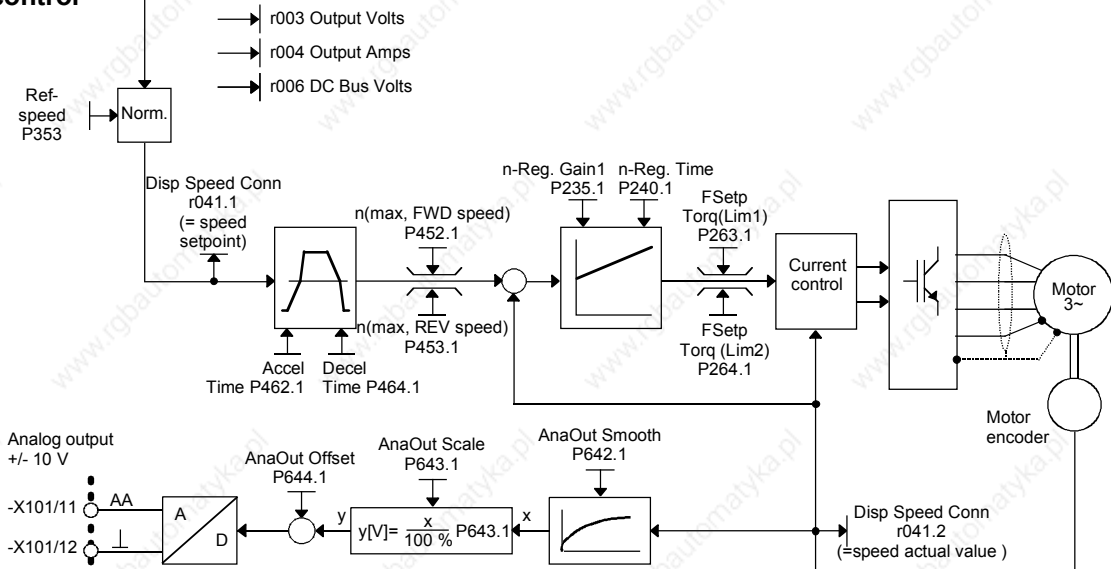 control
r003 Output Volts
r004 Output Amps
r006 DC Bus Volts
Ref-
speed
P353
Norm.
Disp Speed Conn
r041.1
(= speed
setpoint)
n(max, FWD speed)
P452.1
n(max, REV speed)
P453.1
Accel
Time P462.1
Decel
Time P464.1
n-Reg. Gain1
P235.1
n-Reg. Time
P240.1
FSetp
Torq(Lim1)
P263.1
FSetp
Torq (Lim2)
P264.1
Current
control
Motor
3~
Motor
encoder
Analog output
+/- 10 V
-X101/11
AA
-X101/12
A
D
AnaOut Offset
P644.1
AnaOut Scale
P643.1
y
y[V]= x / 100 % P643.1
x
AnaOut Smooth
P642.1
Disp Speed Conn
r041.2
(=speed actual value )
www.rgbautomatyka.pl